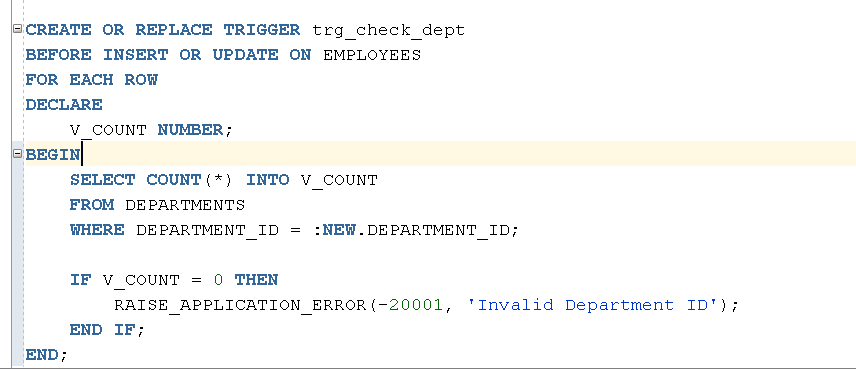 CREATE OR REPLACE TRIGGER trg_check_dept
BEFORE INSERT OR UPDATE ON EMPLOYEES
FOR EACH ROW
DECLARE
    V_COUNT NUMBER;
BEGIN
    SELECT COUNT(*) INTO V_COUNT
    FROM DEPARTMENTS
    WHERE DEPARTMENT_ID = :NEW.DEPARTMENT_ID;

    IF V_COUNT = 0 THEN
        RAISE_APPLICATION_ERROR(-20001, 'Invalid Department ID');
    END IF;
END;